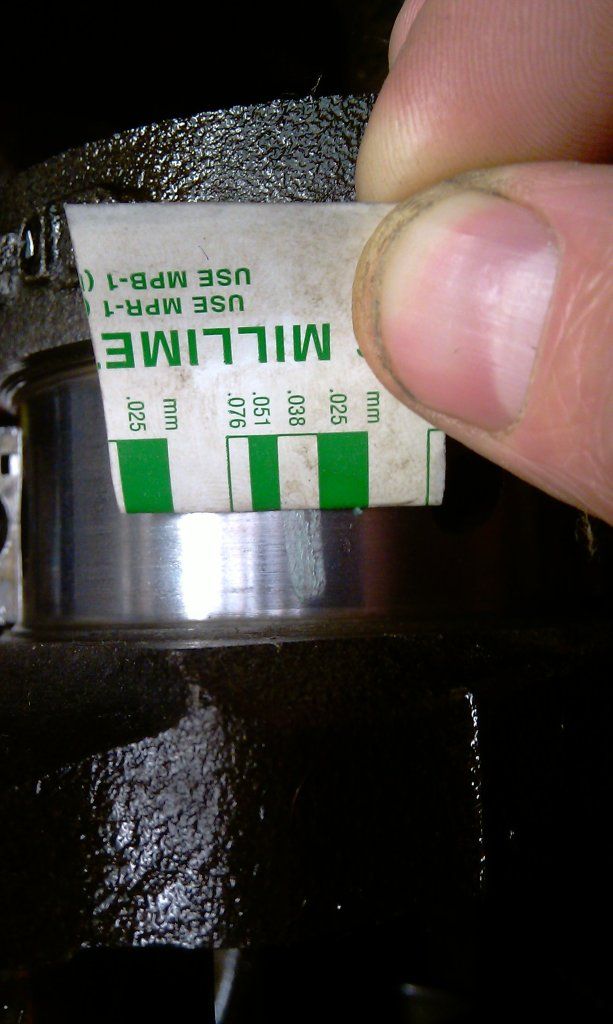 mm
.025
.038
.051
.076
mm
.025
MILLIME
USE MPR-1 (
USE MPB-1 (